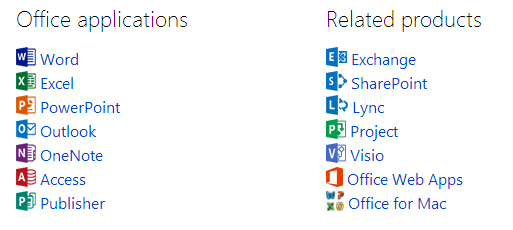 Office applications
Word
Excel
PowerPoint
Outlook
OneNote
Access
Publisher
Related products
Exchange
SharePoint
Lync
Project
Visio
Office Web Apps
Office for Mac